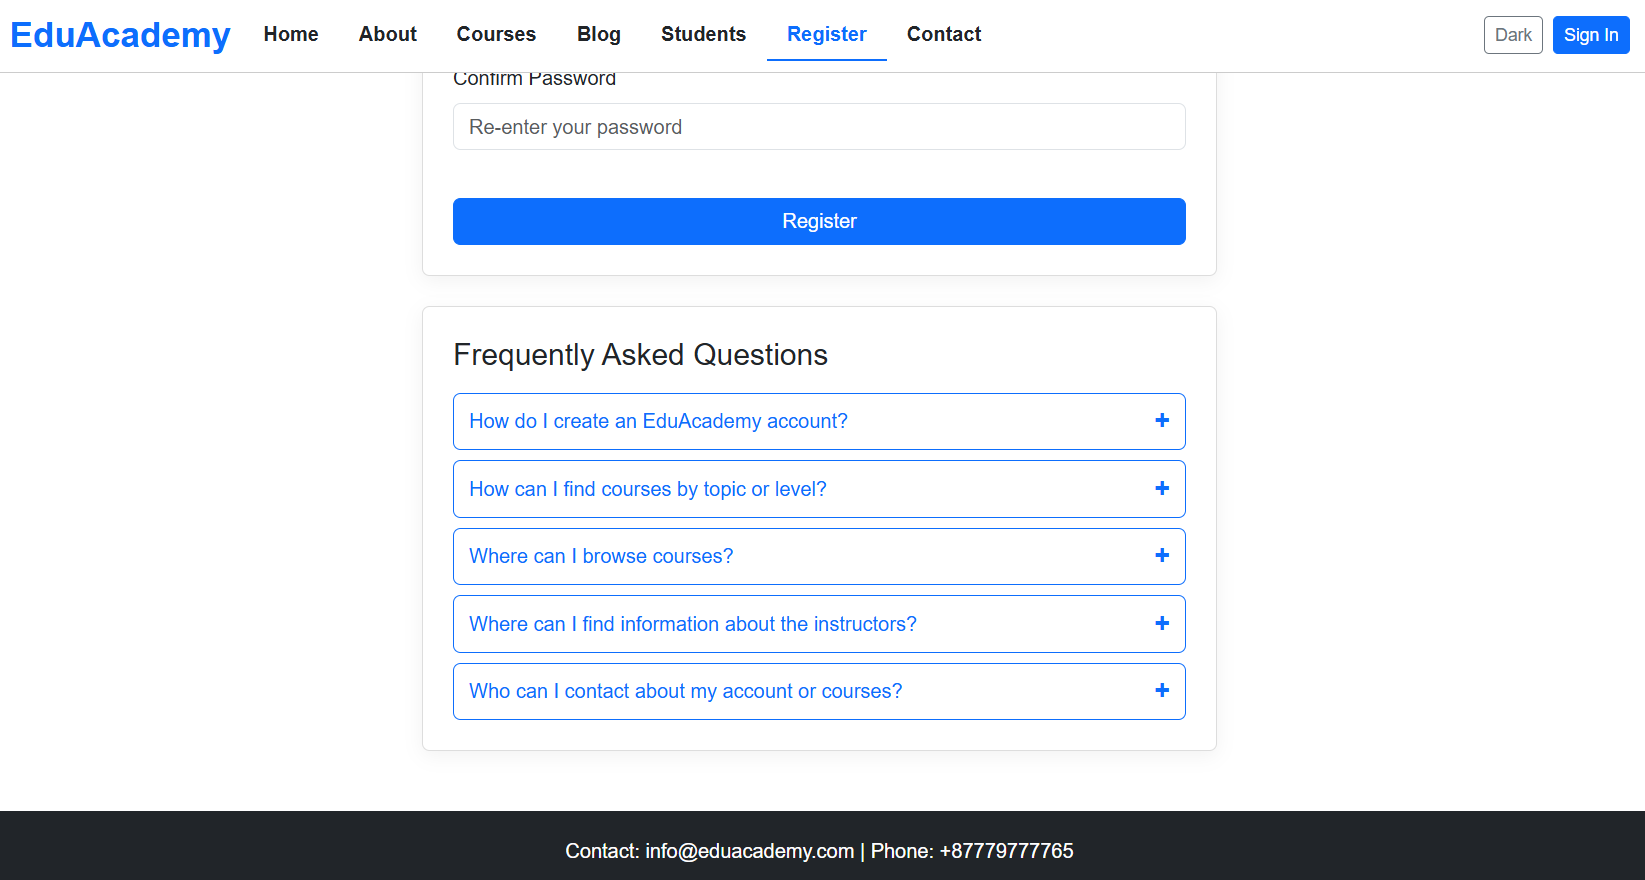 EduAcademy Home About Courses Blog Students Register Contact Dark Sign In
Confirm Password
Re-enter your password
Register
Frequently Asked Questions
How do I create an EduAcademy account? +
How can I find courses by topic or level? +
Where can I browse courses? +
Where can I find information about the instructors? +
Who can I contact about my account or courses? +
Contact: info@eduacademy.com | Phone: +87779777765